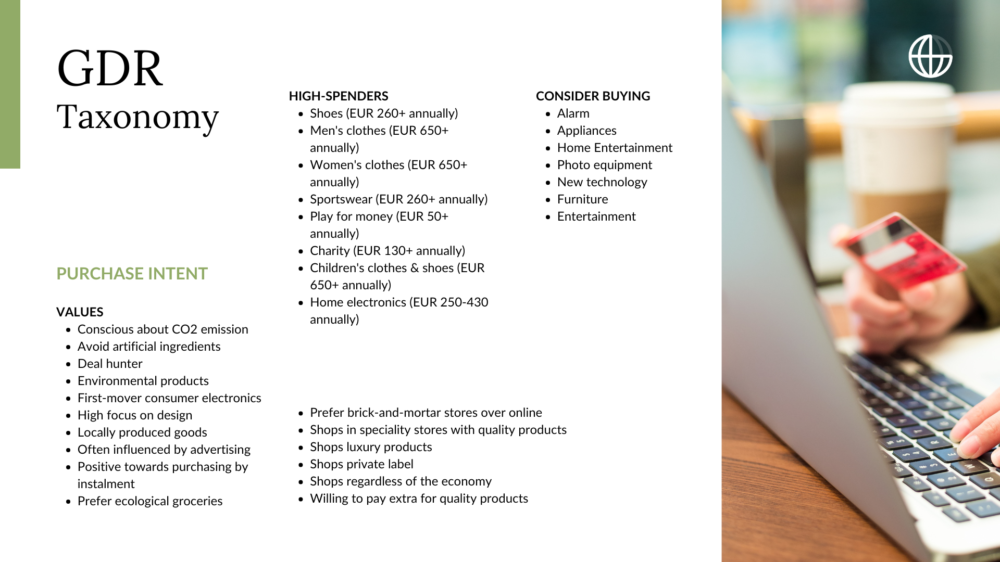 GDR
Taxonomy
PURCHASE INTENT
VALUES
• Conscious about CO2 emission
• Avoid artificial ingredients
• Deal hunter
• Environmental products
• First-mover consumer electronics
• High focus on design
• Locally produced goods
• Often influenced by advertising
• Positive towards purchasing by
instalment
• Prefer ecological groceries
• Prefer brick-and-mortar stores over online
• Shops in speciality stores with quality products
• Shops luxury products
• Shops private label
• Shops regardless of the economy
• Willing to pay extra for quality products
HIGH-SPENDERS
• Shoes (EUR 260+ annually)
• Men's clothes (EUR 650+
annually)
• Women's clothes (EUR 650+
annually)
• Sportswear (EUR 260+ annually)
• Play for money (EUR 50+
annually)
• Charity (EUR 130+ annually)
• Children's clothes & shoes (EUR
650+ annually)
• Home electronics (EUR 250-430
annually)
CONSIDER BUYING
• Alarm
• Appliances
• Home Entertainment
• Photo equipment
• New technology
• Furniture
• Entertainment